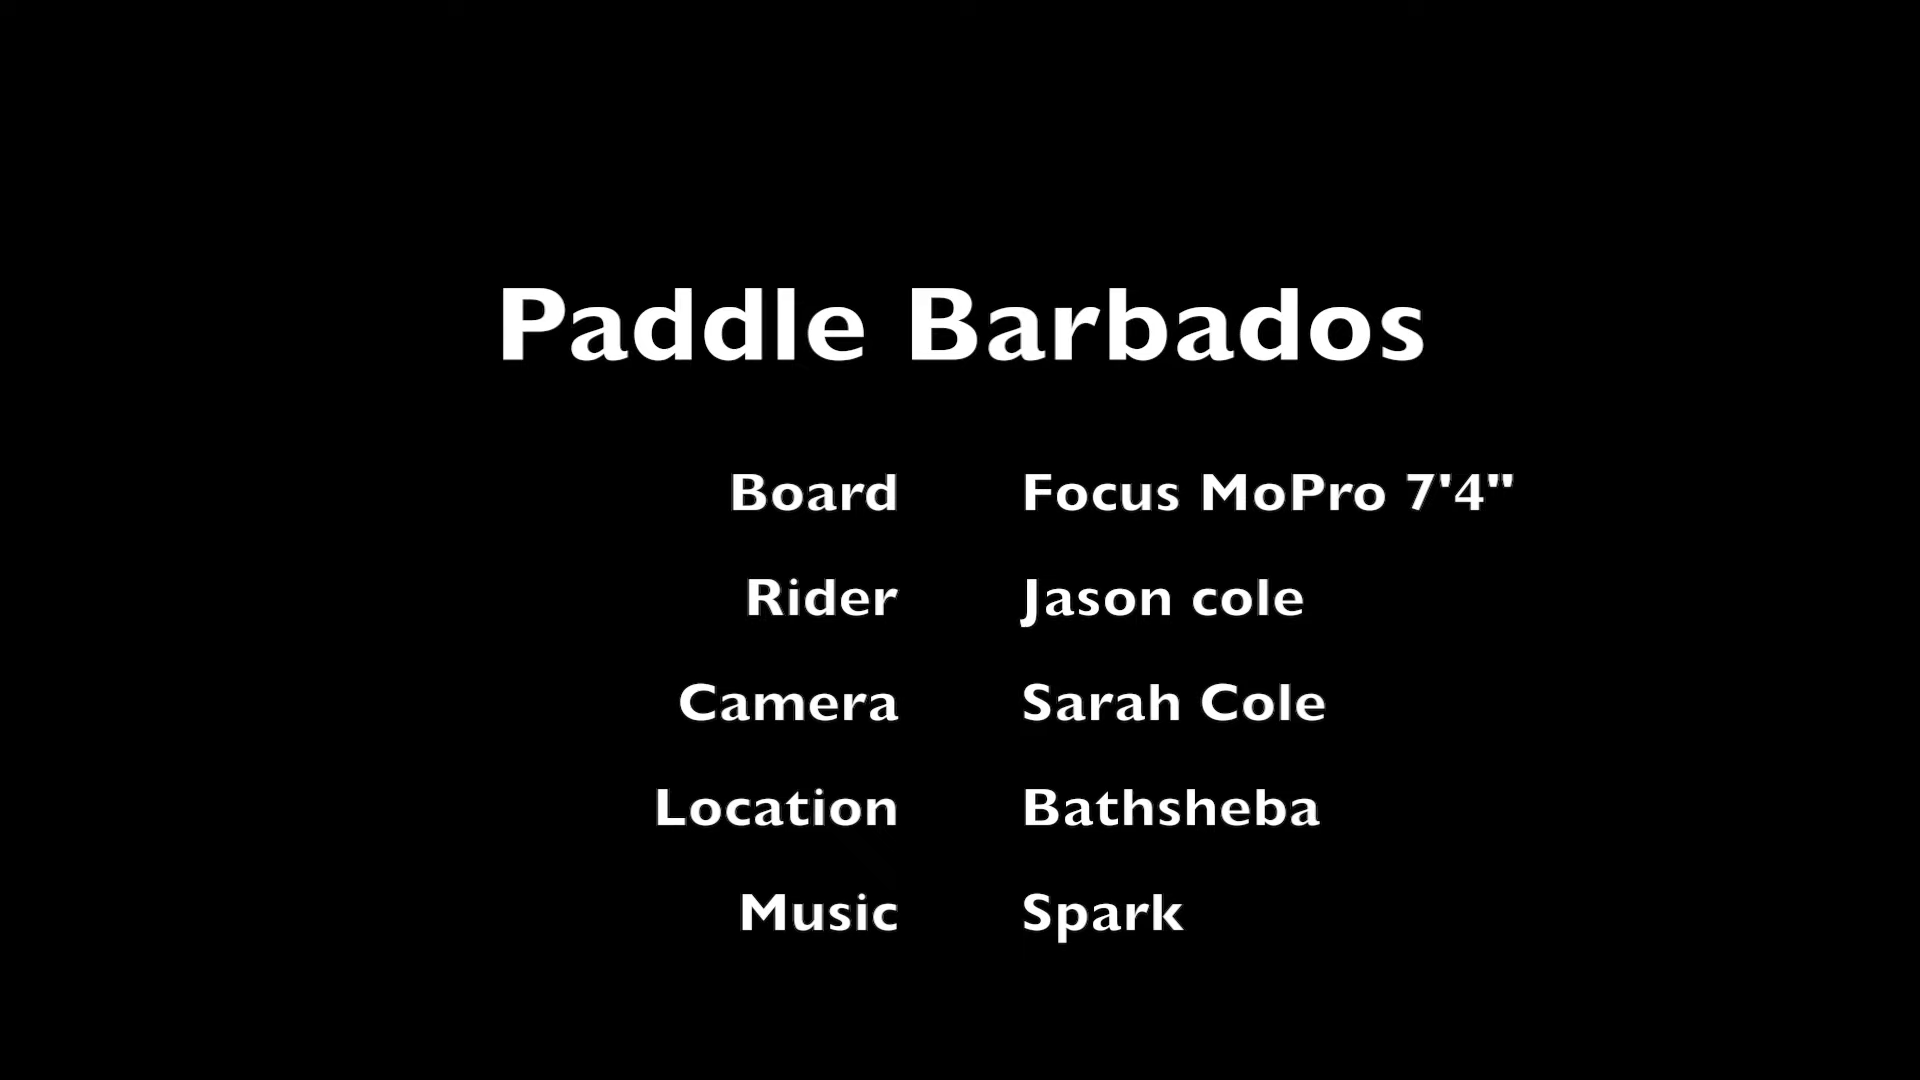 Paddle Barbados
Board Focus MoPro 7'4"
Rider Jason cole
Camera Sarah Cole
Location Bathsheba
Music Spark